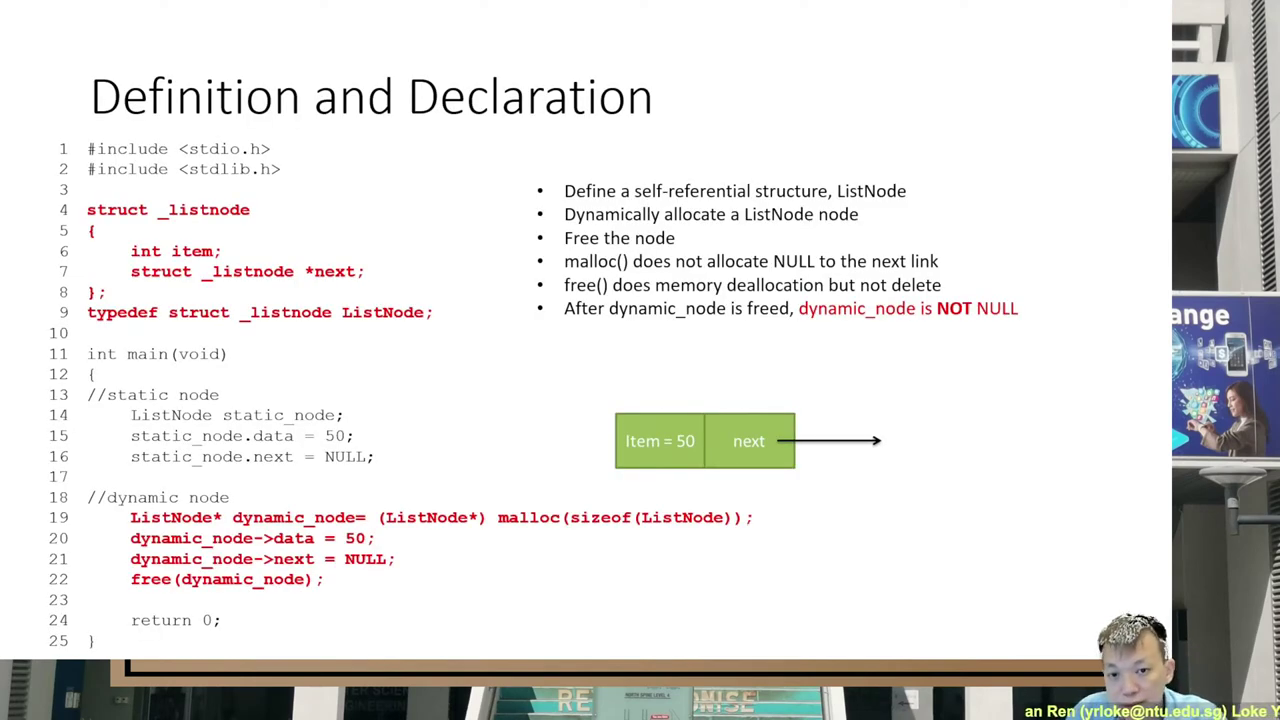 Definition and Declaration
1 #include <stdio.h>
2 #include <stdlib.h>
3
4 struct _listnode
5 {
6 int item;
7 struct _listnode *next;
8 };
9 typedef struct _listnode ListNode;
10
11 int main(void)
12 {
13 //static node
14 ListNode static_node;
15 static_node.data = 50;
16 static_node.next = NULL;
17
18 //dynamic node
19 ListNode* dynamic_node= (ListNode*) malloc(sizeof(ListNode));
20 dynamic_node->data = 50;
21 dynamic_node->next = NULL;
22 free(dynamic_node);
23
24 return 0;
25 }
• Define a self-referential structure, ListNode
• Dynamically allocate a ListNode node
• Free the node
• malloc() does not allocate NULL to the next link
• free() does memory deallocation but not delete
• After dynamic_node is freed, dynamic_node is NOT NULL
Item = 50 next
ange
NORTH SPINE LEVEL
RE NISE
an Ren (yrloke@ntu.edu.sg) Loke Y